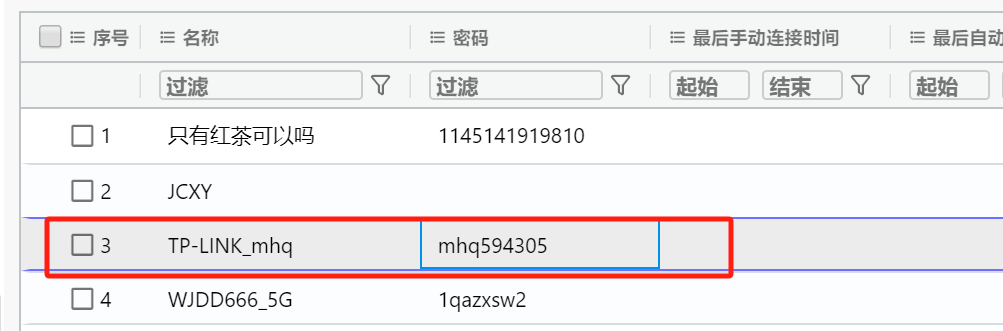 序号 名称 密码 最后手动连接时间 最后自动
过滤 过滤 起始 结束 起始
1 只有红茶可以吗 1145141919810
2 JCXY
3 TP-LINK_mhq mhq594305
4 WJDD666_5G 1qazxsw2